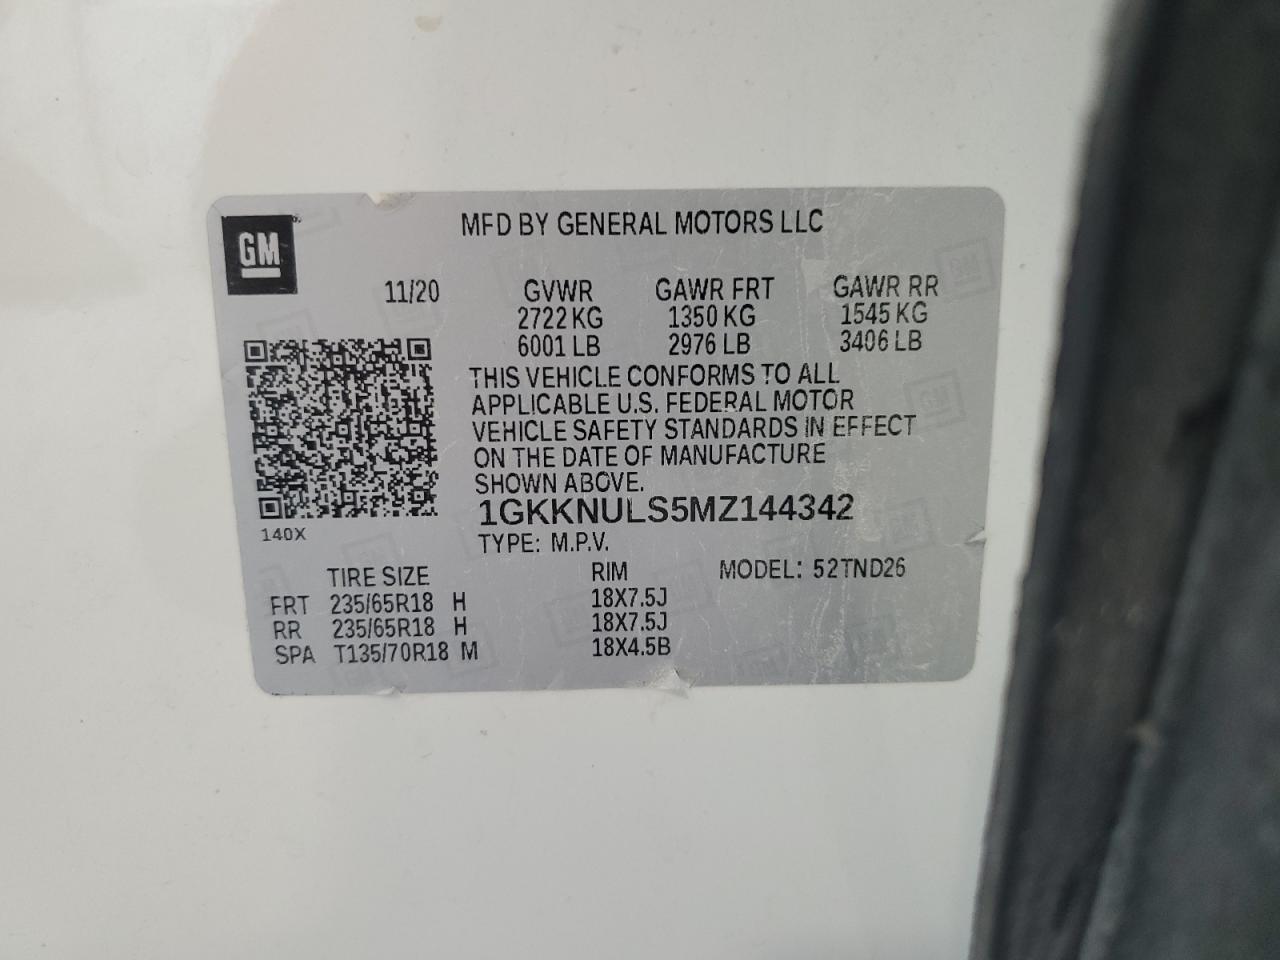 MFD BY GENERAL MOTORS LLC
GM
11/20 GVWR GAWR FRT GAWR RR
2722 KG 1350 KG 1545 KG
6001 LB 2976 LB 3406 LB
THIS VEHICLE CONFORMS TO ALL
APPLICABLE U.S. FEDERAL MOTOR
VEHICLE SAFETY STANDARDS IN EFFECT
ON THE DATE OF MANUFACTURE
SHOWN ABOVE.
1GKKNULS5MZ144342
140X
TYPE: M.P.V.
TIRE SIZE RIM MODEL: 52TND26
FRT 235/65R18 H 18X7.5J
RR 235/65R18 H 18X7.5J
SPA T135/70R18 M 18X4.5B